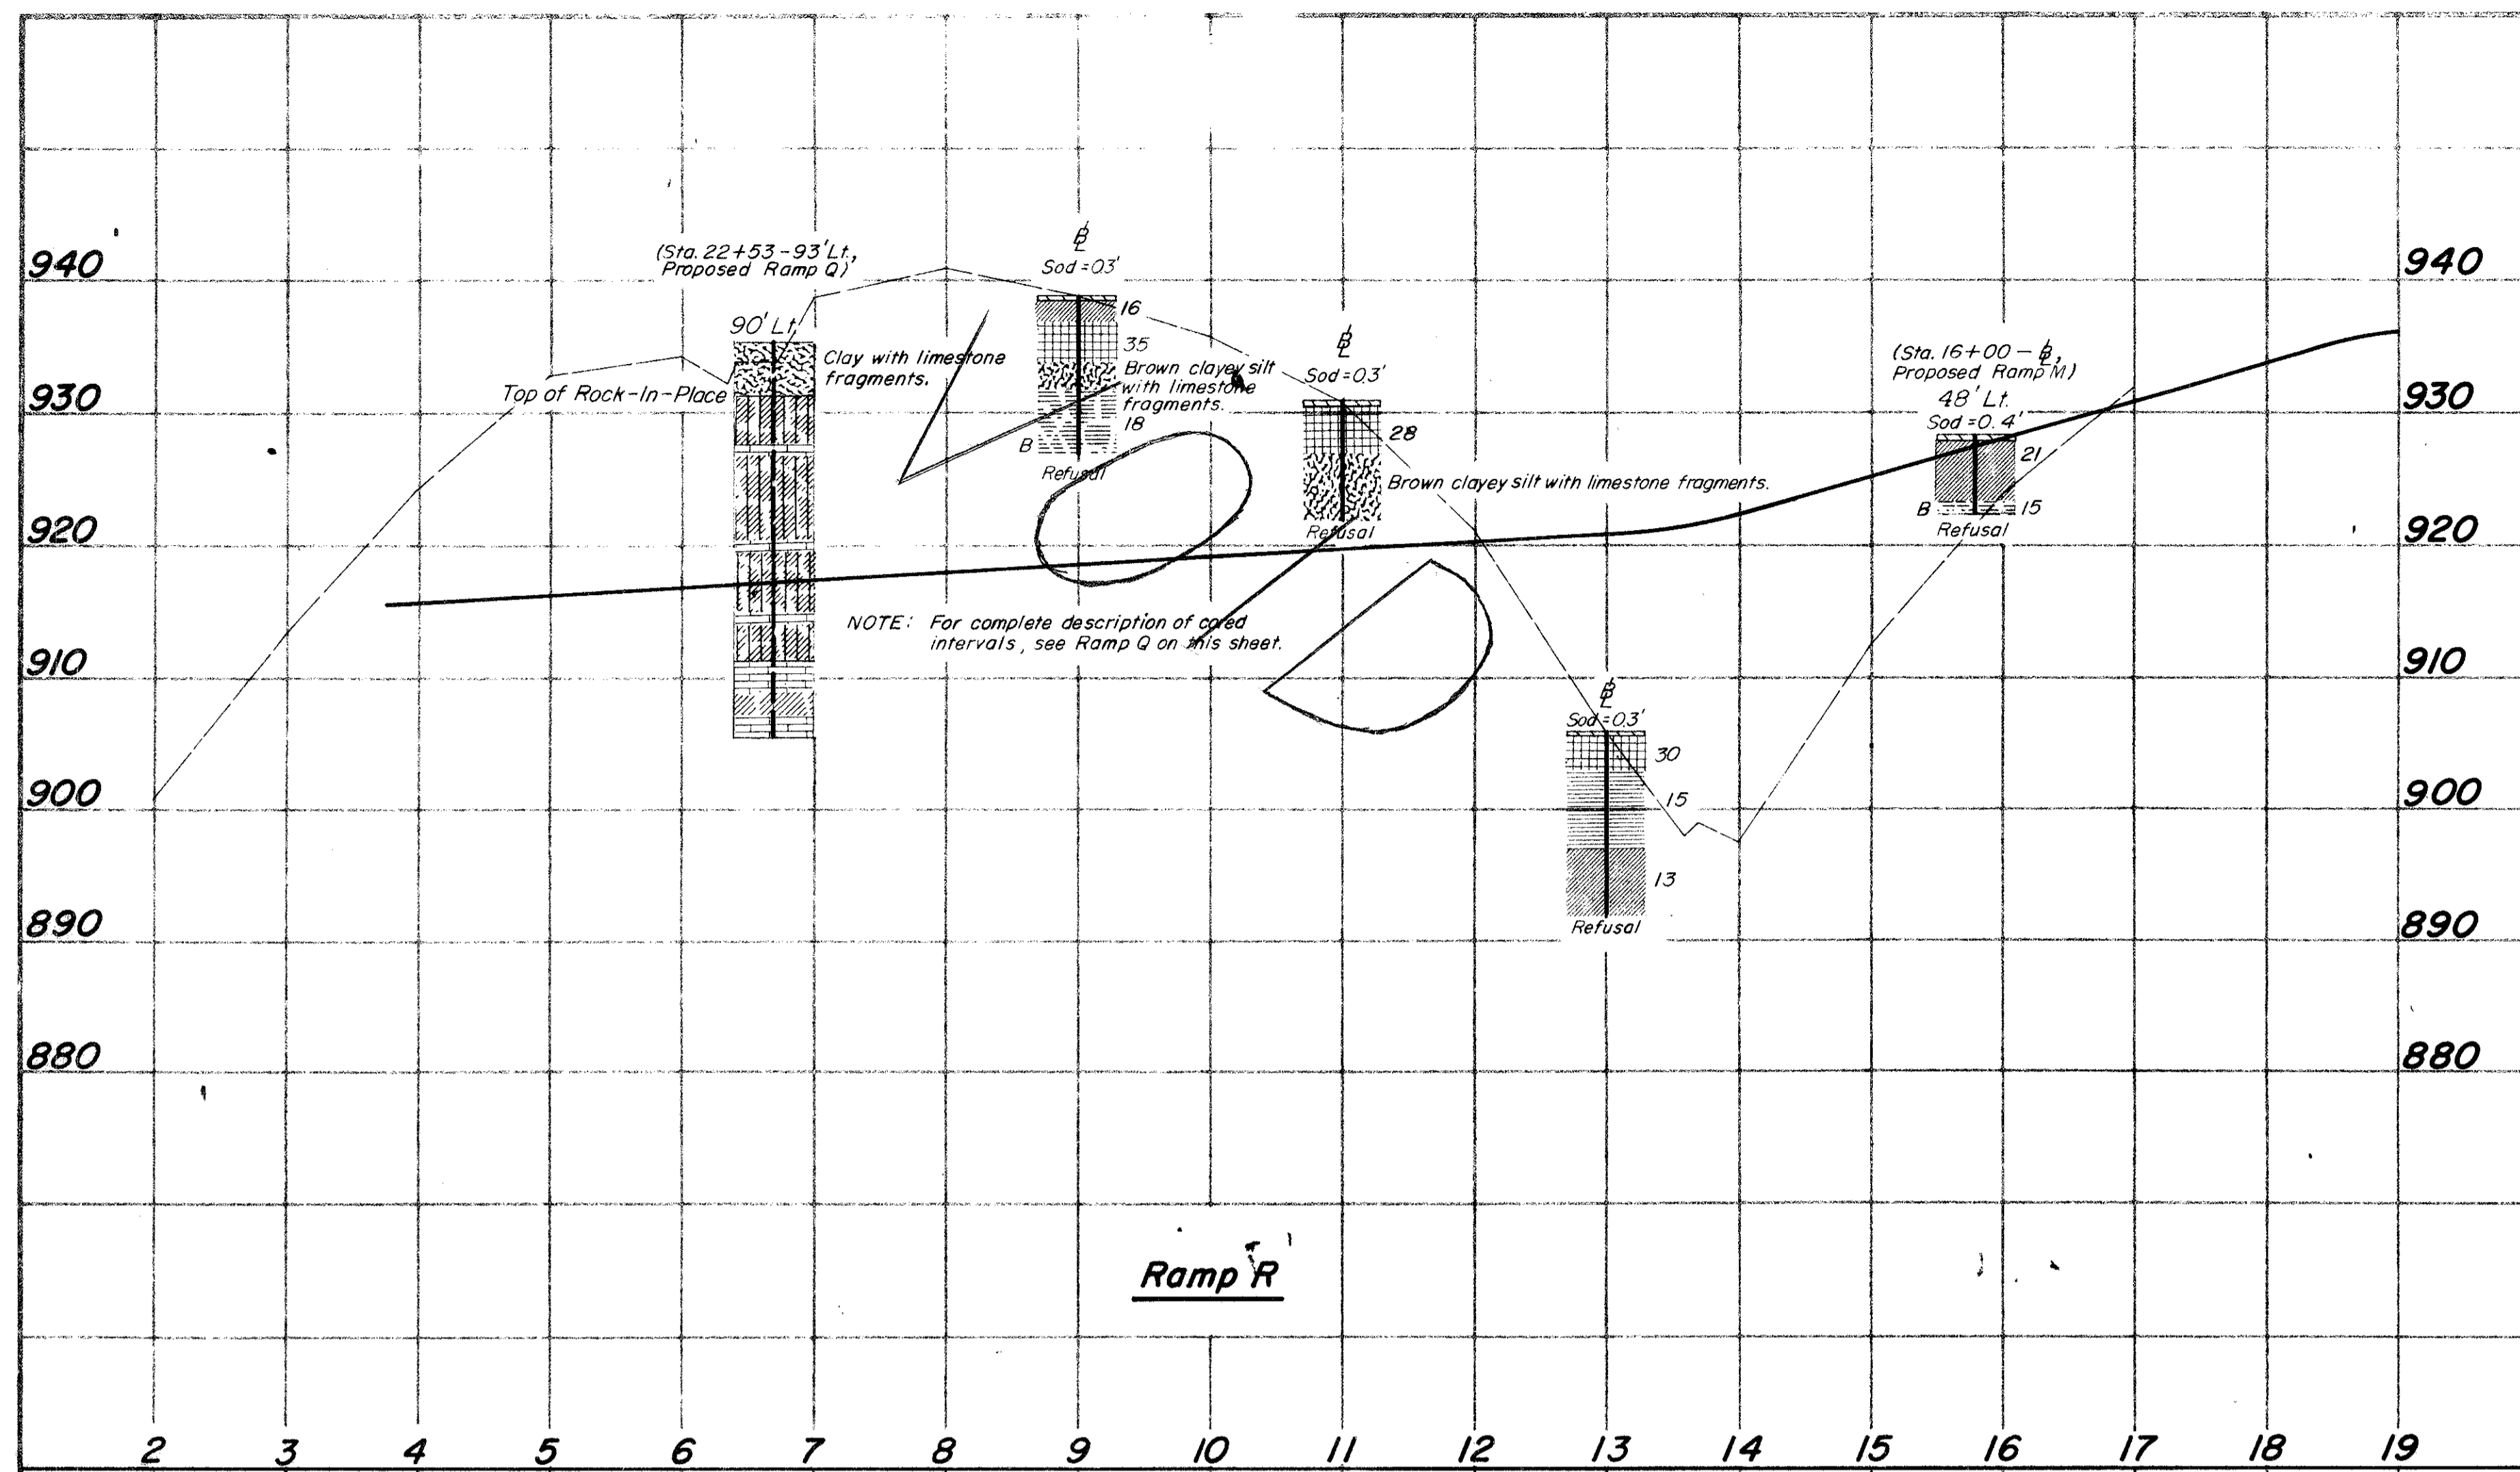 (Sta. 22+53-93' Lt.,
Proposed Ramp Q)
90' Lt.
Clay with limestone
fragments.
Top of Rock-In-Place
Sod = 0.3'
16
35
Brown clayey silt
with limestone
fragments.
18
B
Refusal
Sod = 0.3'
28
Brown clayey silt with limestone fragments.
Refusal
(Sta. 16+00 - ℄,
Proposed Ramp M)
48' Lt.
Sod = 0.4'
21
B
15
Refusal
NOTE: For complete description of cored
intervals, see Ramp Q on this sheet.
Sod = 0.3'
30
15
13
Refusal
VOID
940 940
930 930
920 920
910 910
900 900
890 890
880 880
Ramp R
2 3 4 5 6 7 8 9 10 11 12 13 14 15 16 17 18 19